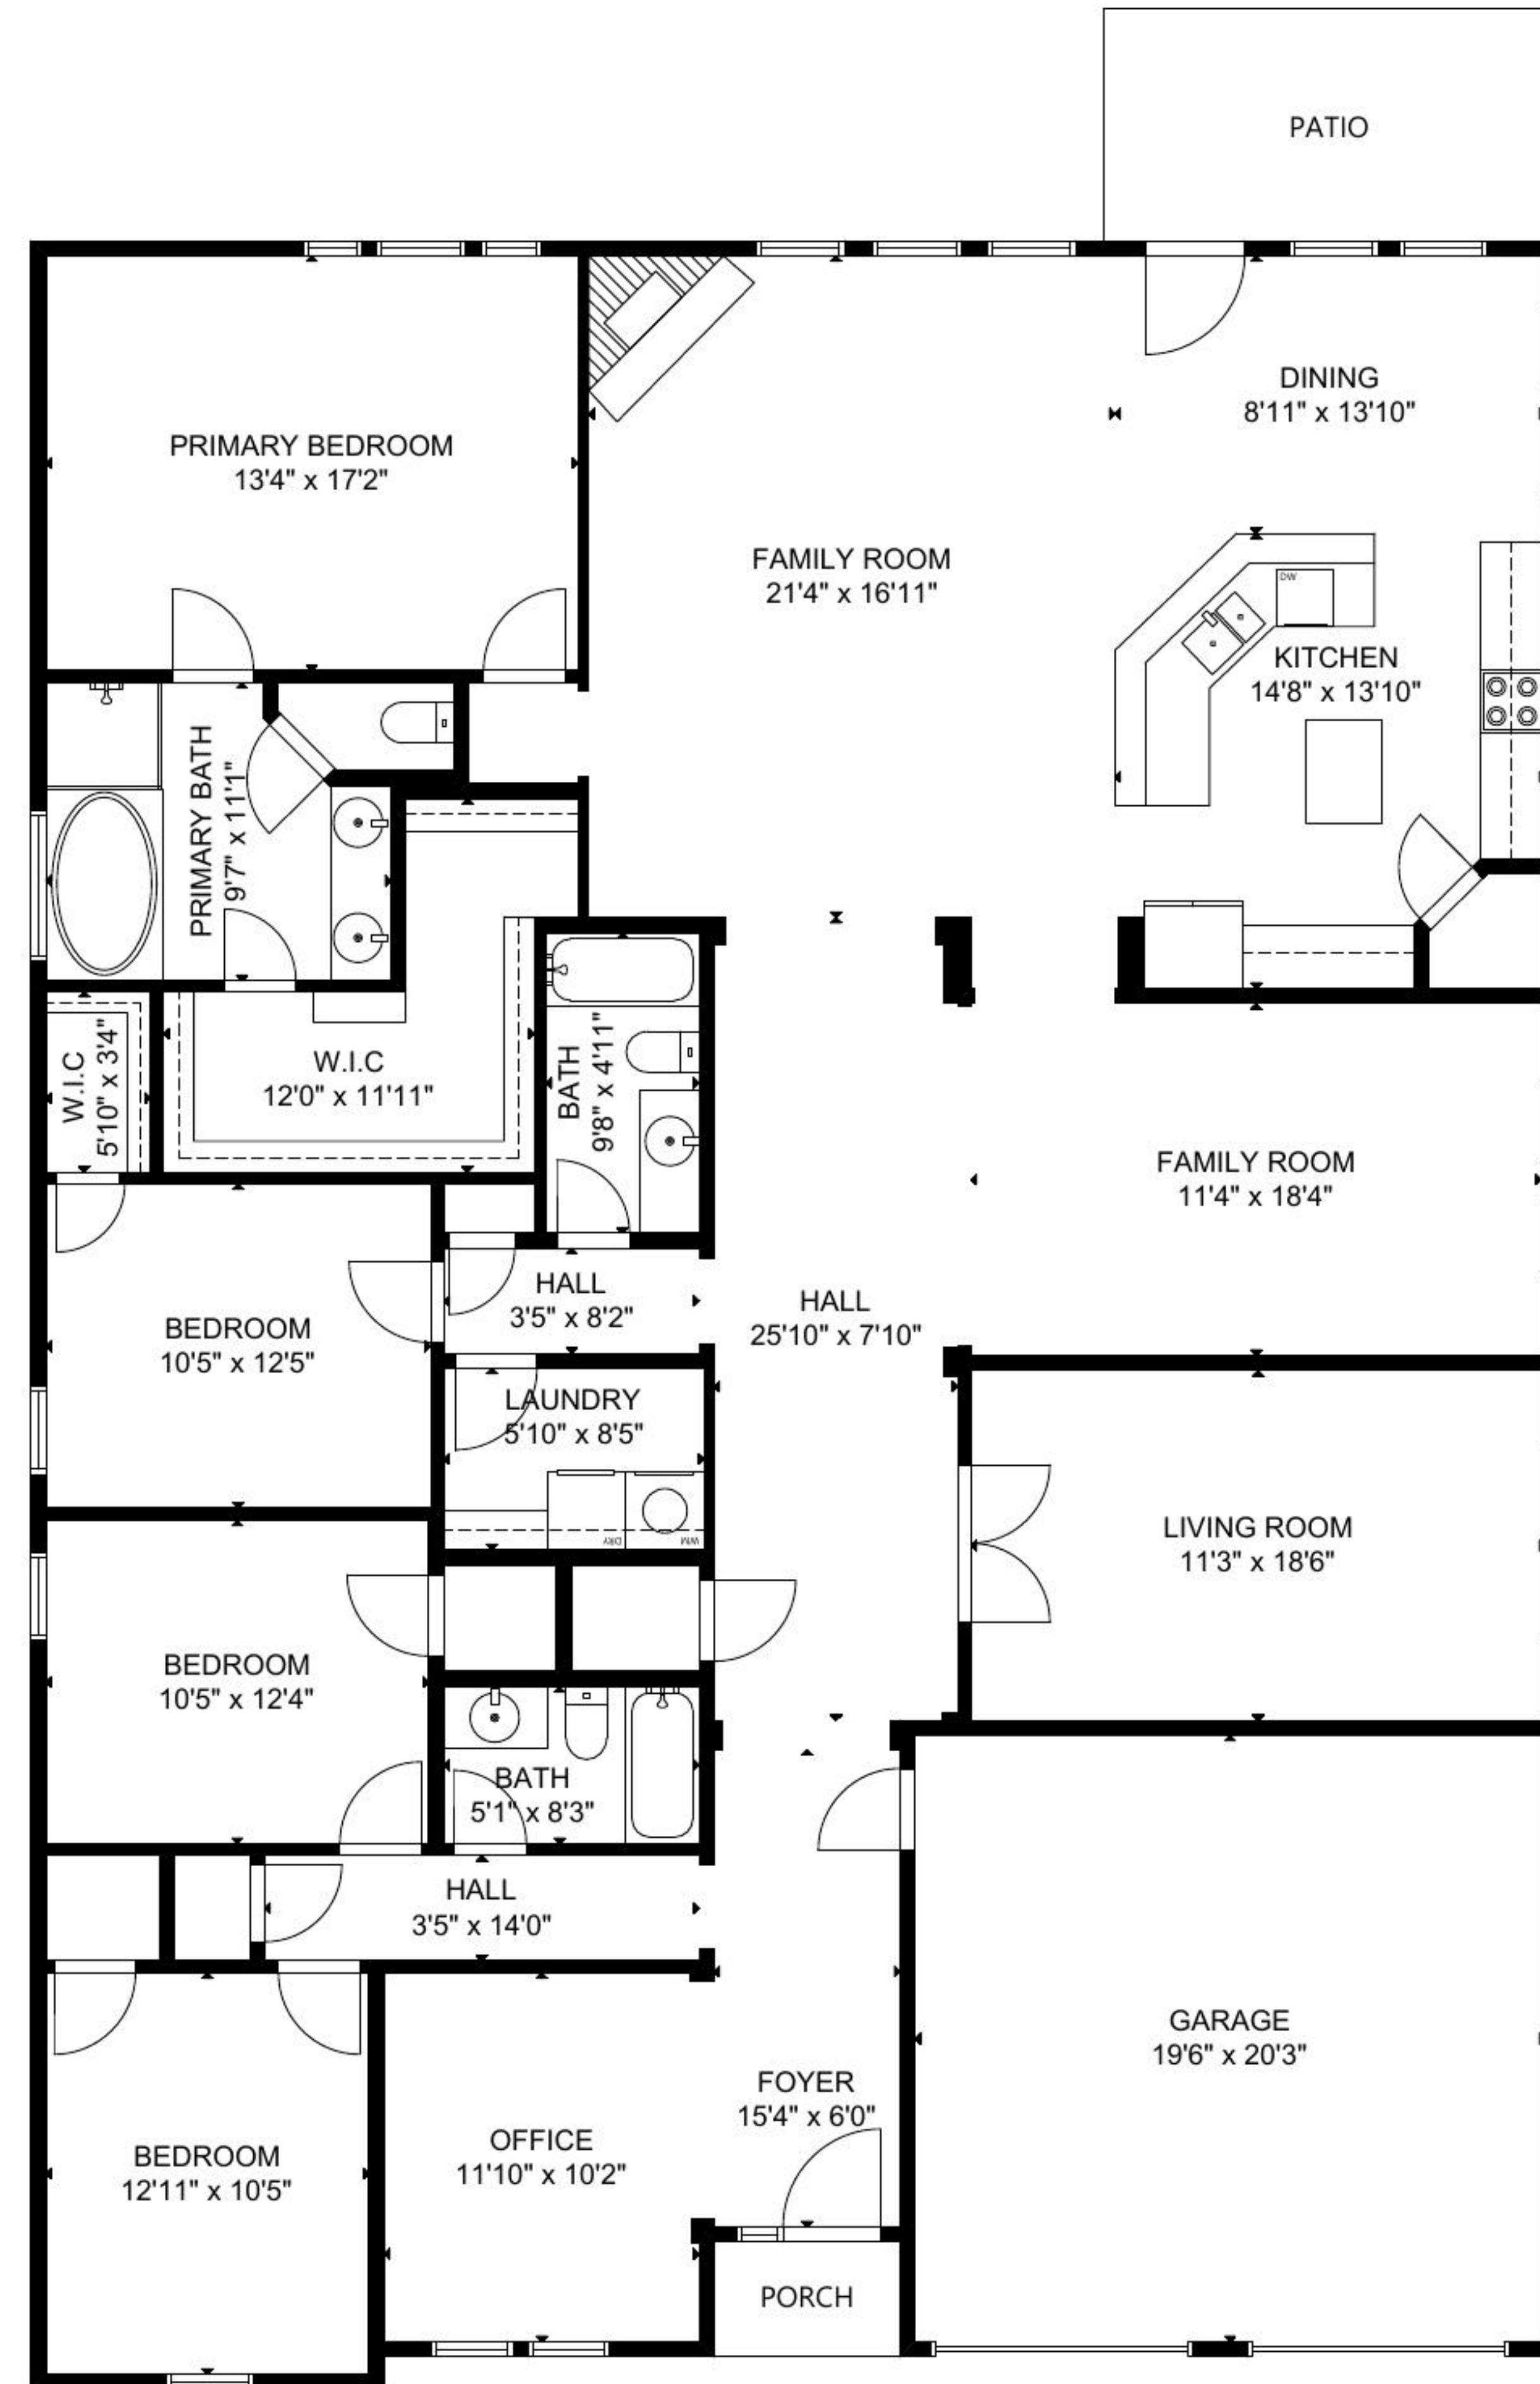 PATIO
DINING
8'11" x 13'10"
PRIMARY BEDROOM
13'4" x 17'2"
FAMILY ROOM
21'4" x 16'11"
DW
KITCHEN
14'8" x 13'10"
PRIMARY BATH
9'7" x 11'1"
W.I.C
5'10" x 3'4"
W.I.C
12'0" x 11'11"
BATH
9'8" x 4'11"
FAMILY ROOM
11'4" x 18'4"
HALL
3'5" x 8'2"
HALL
25'10" x 7'10"
BEDROOM
10'5" x 12'5"
LAUNDRY
5'10" x 8'5"
DRY
WM
LIVING ROOM
11'3" x 18'6"
BEDROOM
10'5" x 12'4"
BATH
5'1" x 8'3"
HALL
3'5" x 14'0"
GARAGE
19'6" x 20'3"
FOYER
15'4" x 6'0"
OFFICE
11'10" x 10'2"
BEDROOM
12'11" x 10'5"
PORCH